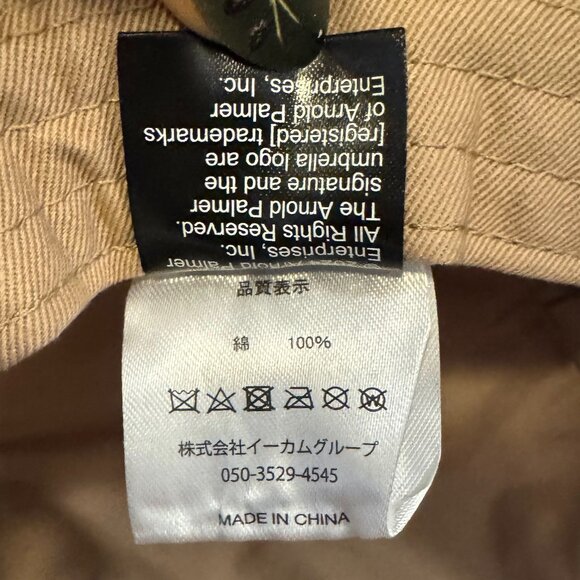 Arnold Palmer
Enterprises, Inc.
All Rights Reserved.
The Arnold Palmer
signature and the
umbrella logo are
[registered] trademarks
of Arnold Palmer
Enterprises, Inc.
品質表示
綿 100%
株式会社イーカムグループ
050-3529-4545
MADE IN CHINA